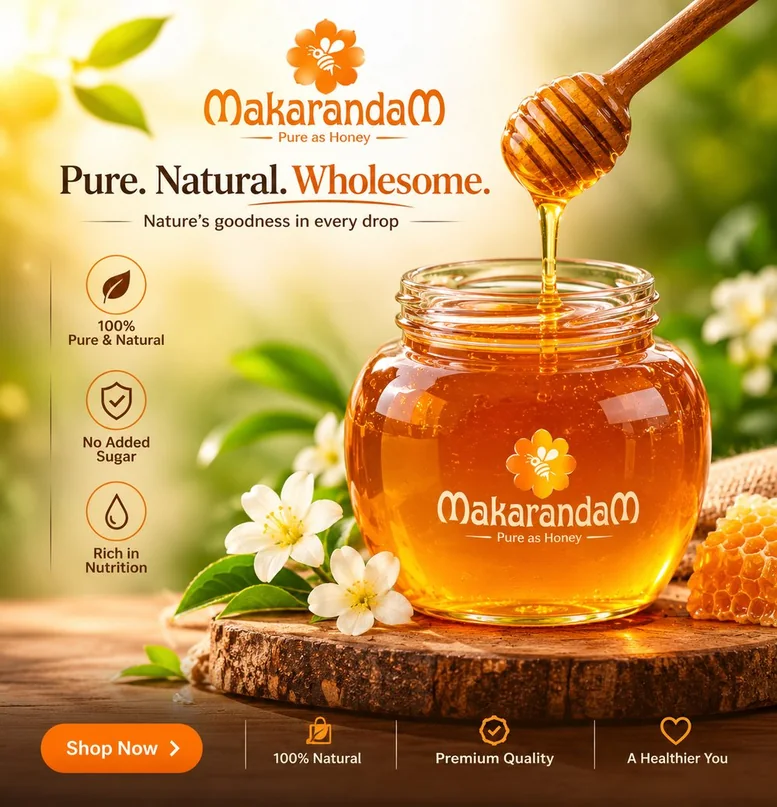 MakarandaM
Pure as Honey
Pure. Natural. Wholesome.
Nature's goodness in every drop
100%
Pure & Natural
No Added
Sugar
Rich in
Nutrition
MakarandaM
Pure as Honey
Shop Now
100% Natural
Premium Quality
A Healthier You